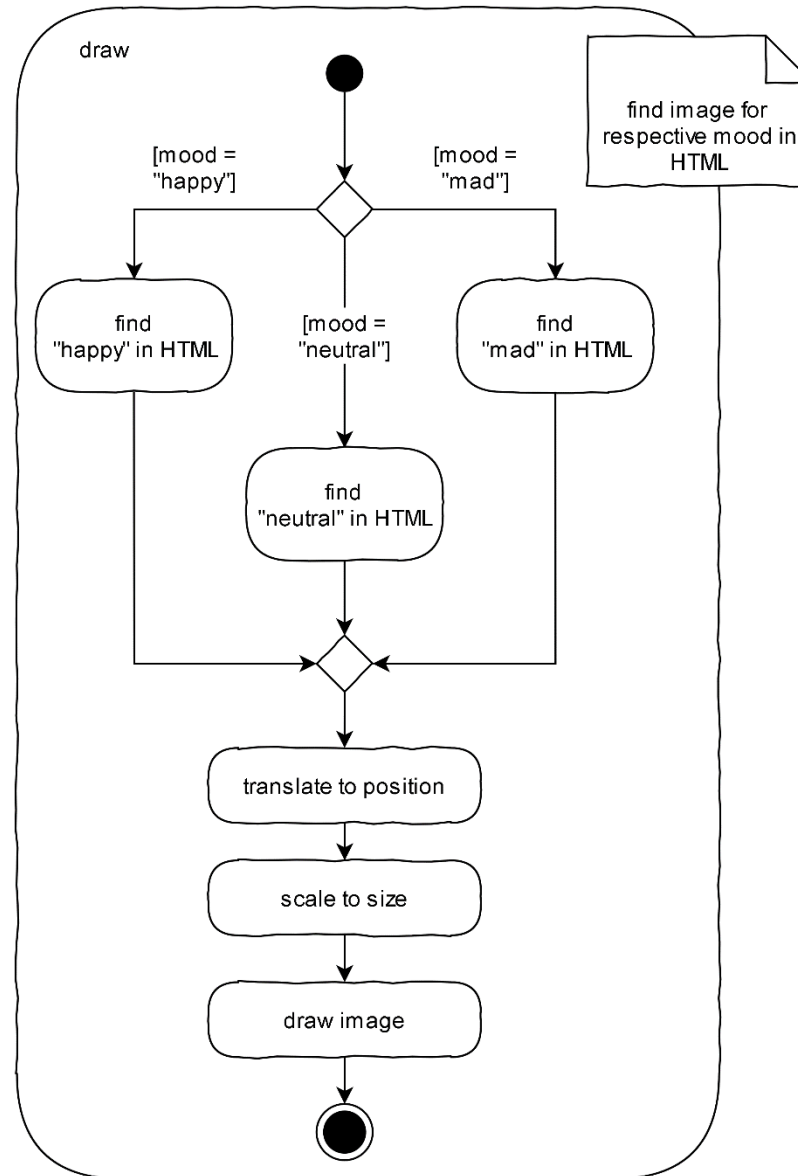 draw
find image for
respective mood in
HTML
[mood =
"happy"]
[mood =
"mad"]
find
"happy" in HTML
[mood =
"neutral"]
find
"mad" in HTML
find
"neutral" in HTML
translate to position
scale to size
draw image